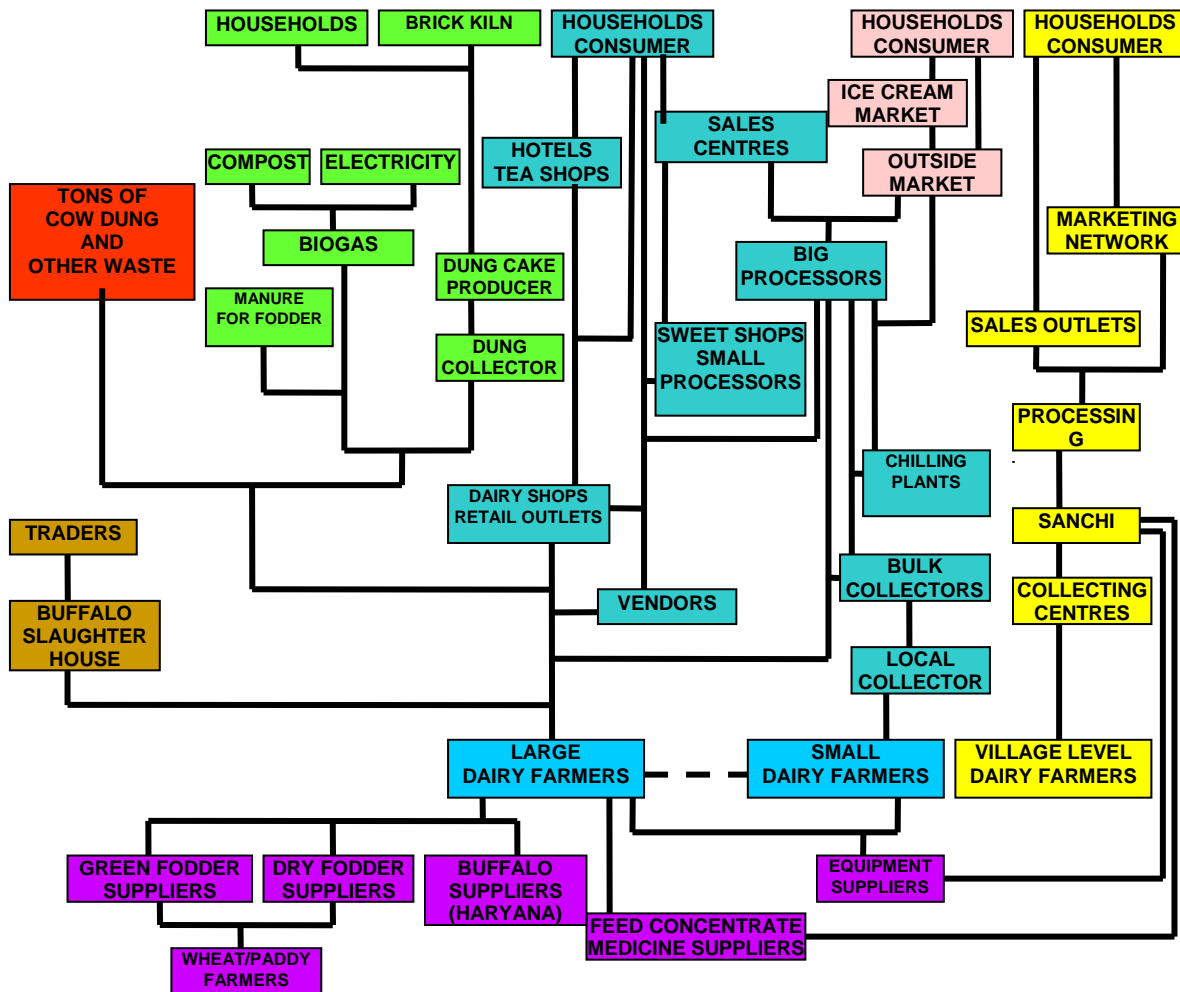 HOUSEHOLDS
BRICK KILN
HOUSEHOLDS
CONSUMER
HOUSEHOLDS
CONSUMER
HOUSEHOLDS
CONSUMER
ICE CREAM
MARKET
SALES
CENTRES
HOTELS
TEA SHOPS
COMPOST
ELECTRICITY
OUTSIDE
MARKET
TONS OF
COW DUNG
AND
OTHER WASTE
MARKETING
NETWORK
BIOGAS
BIG
PROCESSORS
DUNG CAKE
PRODUCER
MANURE
FOR FODDER
SALES OUTLETS
SWEET SHOPS
SMALL
PROCESSORS
DUNG
COLLECTOR
PROCESSIN
G
CHILLING
PLANTS
DAIRY SHOPS
RETAIL OUTLETS
SANCHI
TRADERS
BULK
COLLECTORS
COLLECTING
CENTRES
VENDORS
BUFFALO
SLAUGHTER
HOUSE
LOCAL
COLLECTOR
LARGE
DAIRY FARMERS
SMALL
DAIRY FARMERS
VILLAGE LEVEL
DAIRY FARMERS
GREEN FODDER
SUPPLIERS
DRY FODDER
SUPPLIERS
BUFFALO
SUPPLIERS
(HARYANA)
EQUIPMENT
SUPPLIERS
FEED CONCENTRATE
MEDICINE SUPPLIERS
WHEAT/PADDY
FARMERS